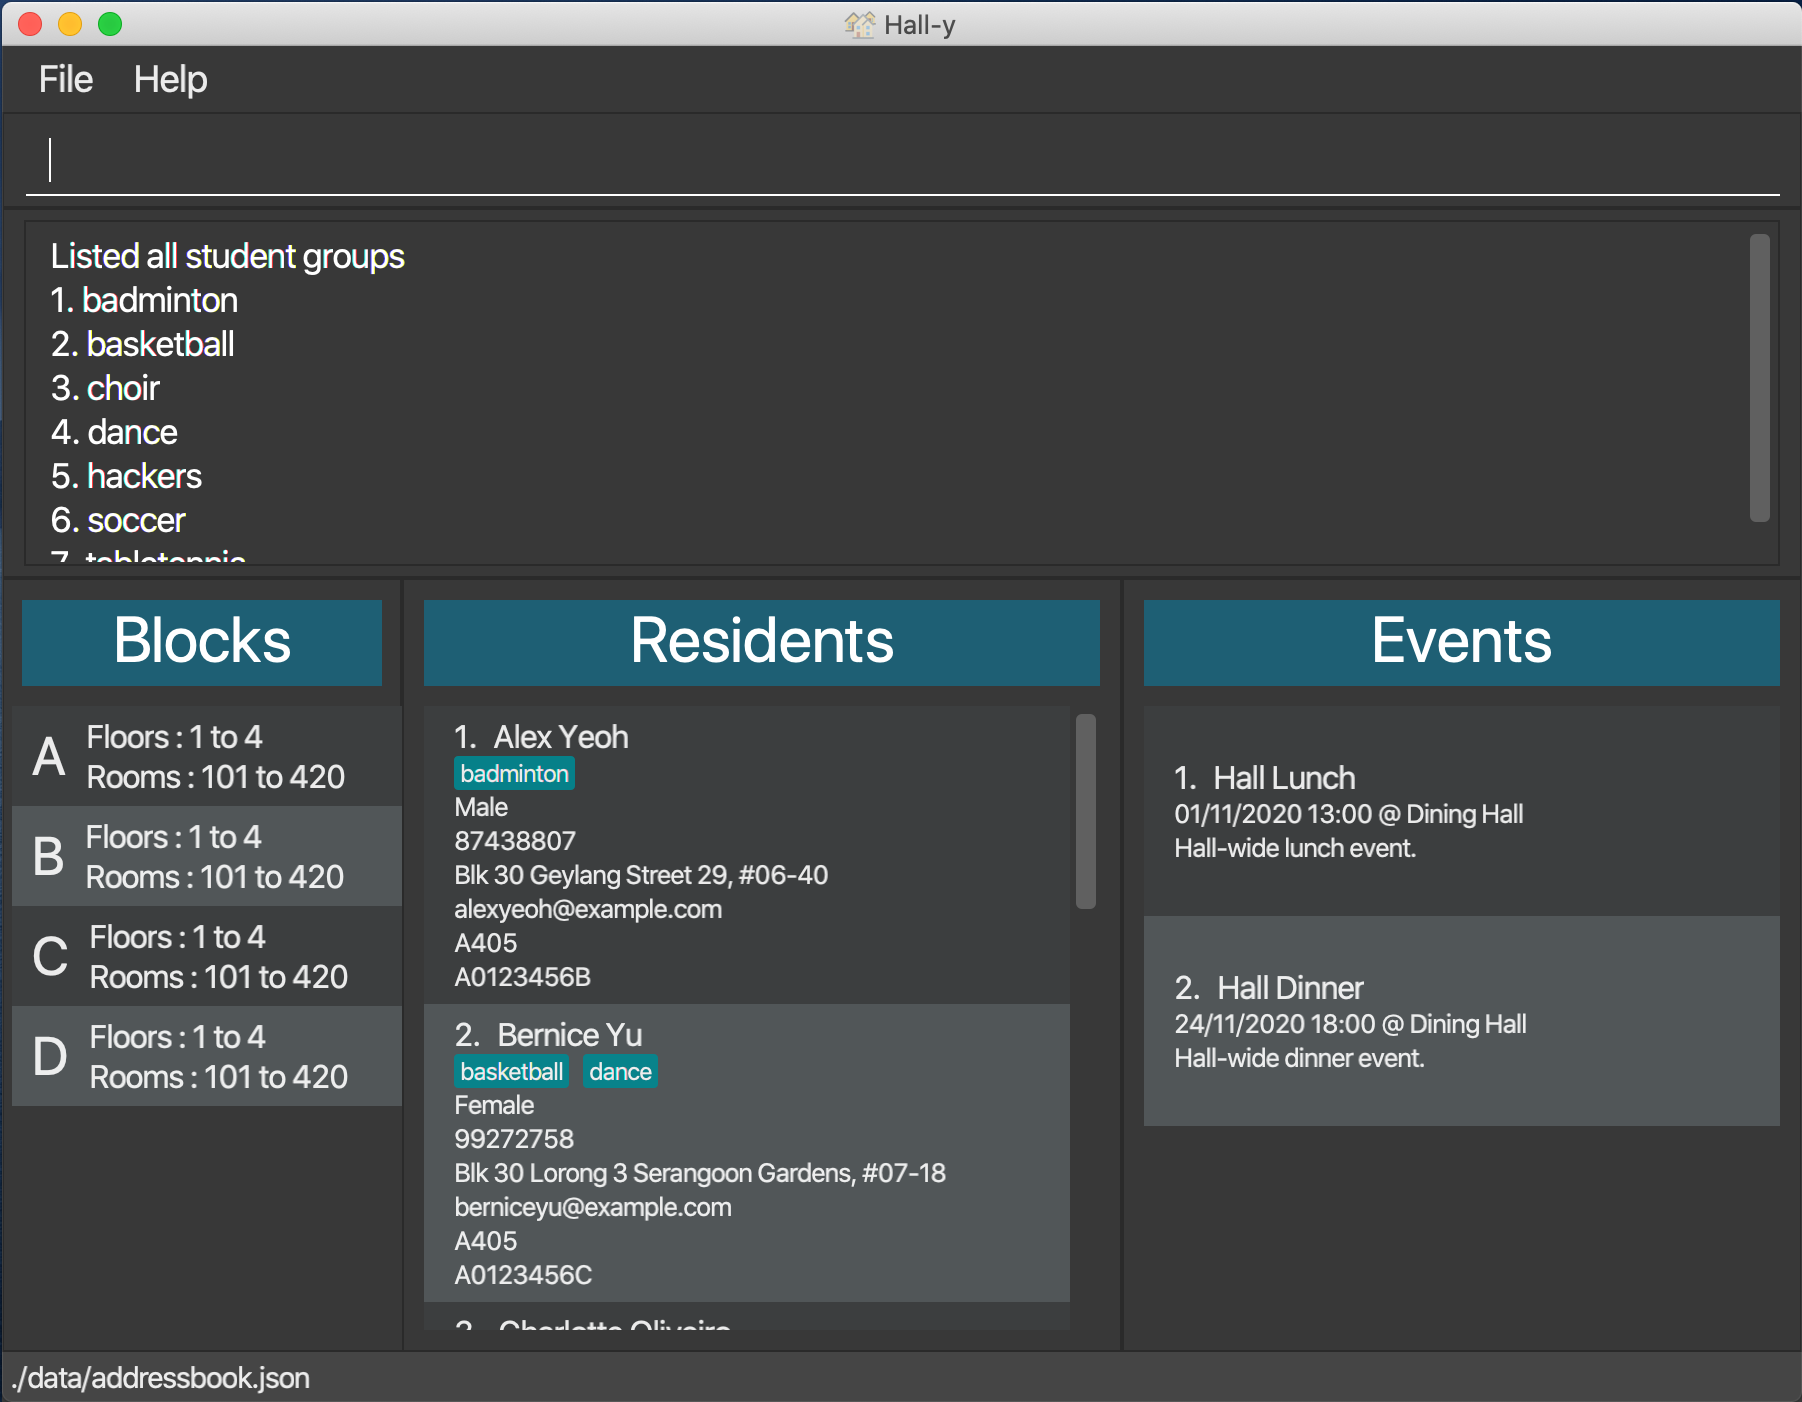 Hall-y
File Help
Listed all student groups
1. badminton
2. basketball
3. choir
4. dance
5. hackers
6. soccer
7. tabletennis
Blocks
A
Floors : 1 to 4
Rooms : 101 to 420
B
Floors : 1 to 4
Rooms : 101 to 420
C
Floors : 1 to 4
Rooms : 101 to 420
D
Floors : 1 to 4
Rooms : 101 to 420
Residents
1. Alex Yeoh
badminton
Male
87438807
Blk 30 Geylang Street 29, #06-40
alexyeoh@example.com
A405
A0123456B
2. Bernice Yu
basketball dance
Female
99272758
Blk 30 Lorong 3 Serangoon Gardens, #07-18
berniceyu@example.com
A405
A0123456C
3. Charlotte Oliveiro
Events
1. Hall Lunch
01/11/2020 13:00 @ Dining Hall
Hall-wide lunch event.
2. Hall Dinner
24/11/2020 18:00 @ Dining Hall
Hall-wide dinner event.
./data/addressbook.json